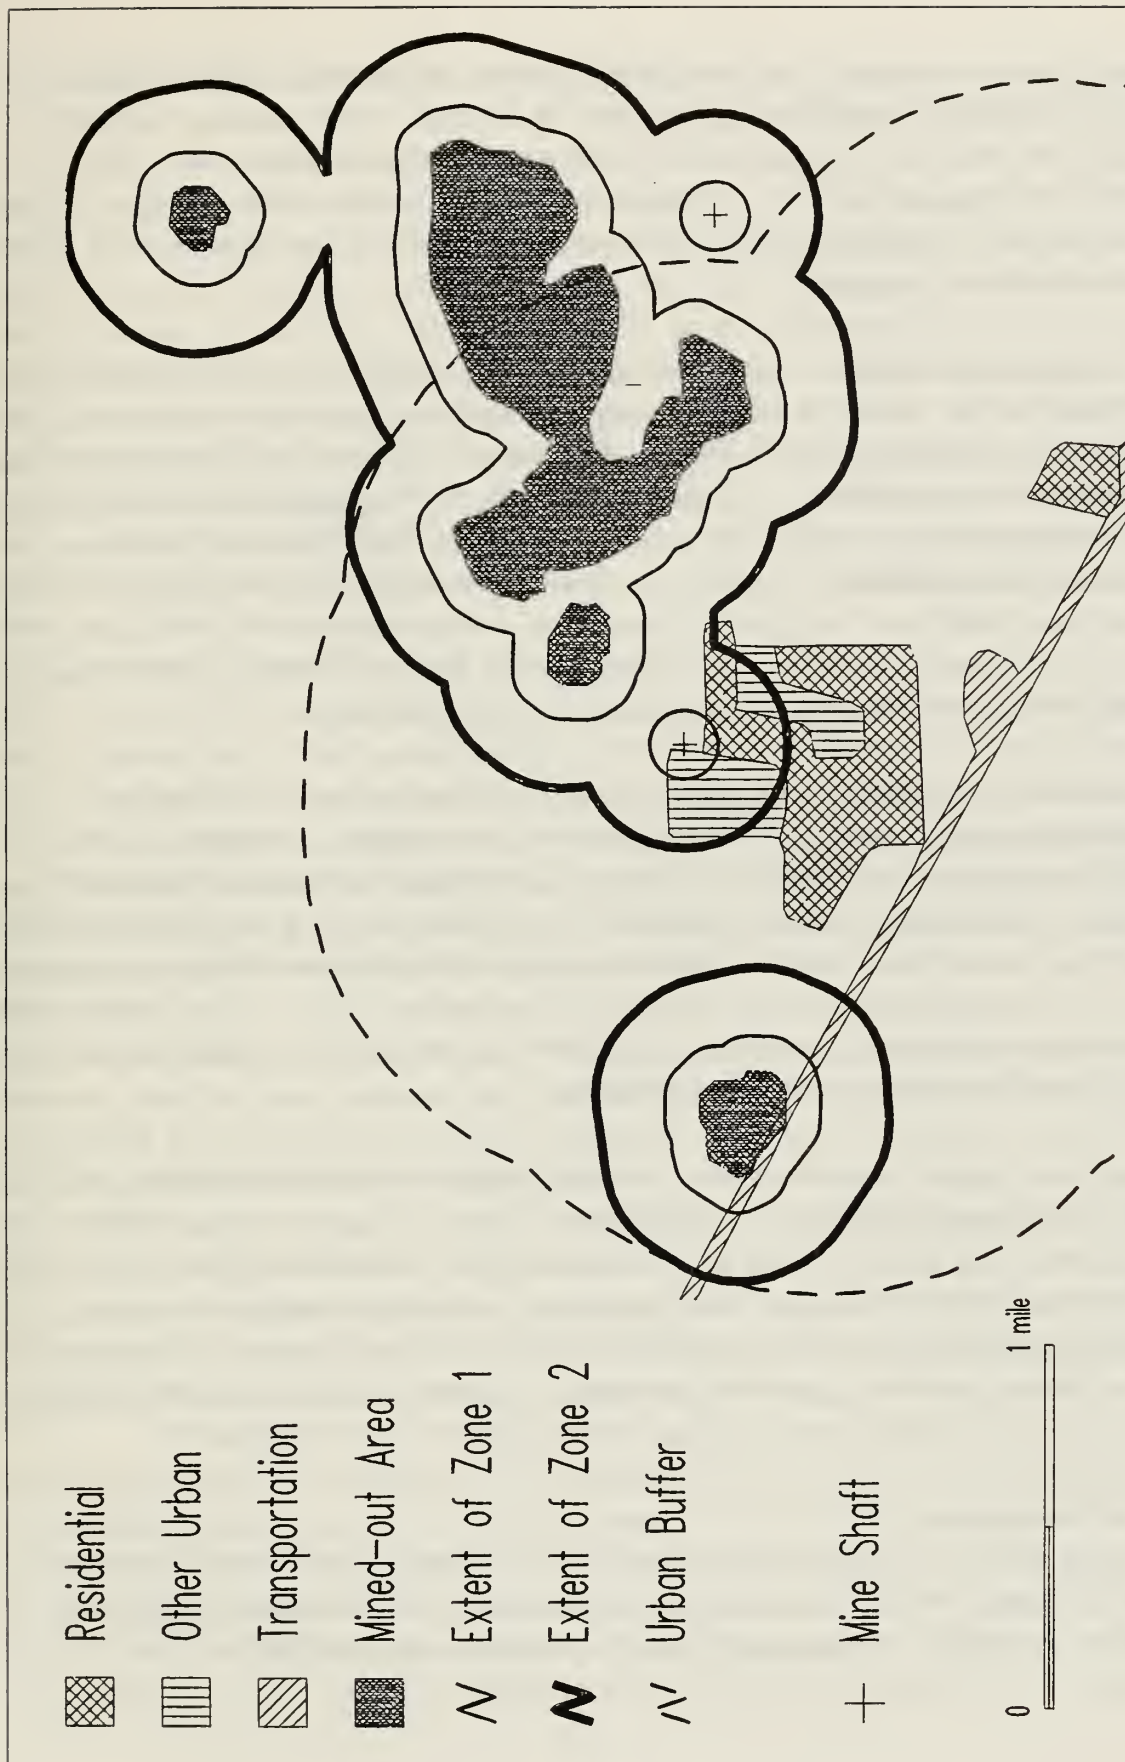 Residential
Other Urban
Transportation
Mined-out Area
Extent of Zone 1
Extent of Zone 2
Urban Buffer
Mine Shaft
0 1 mile